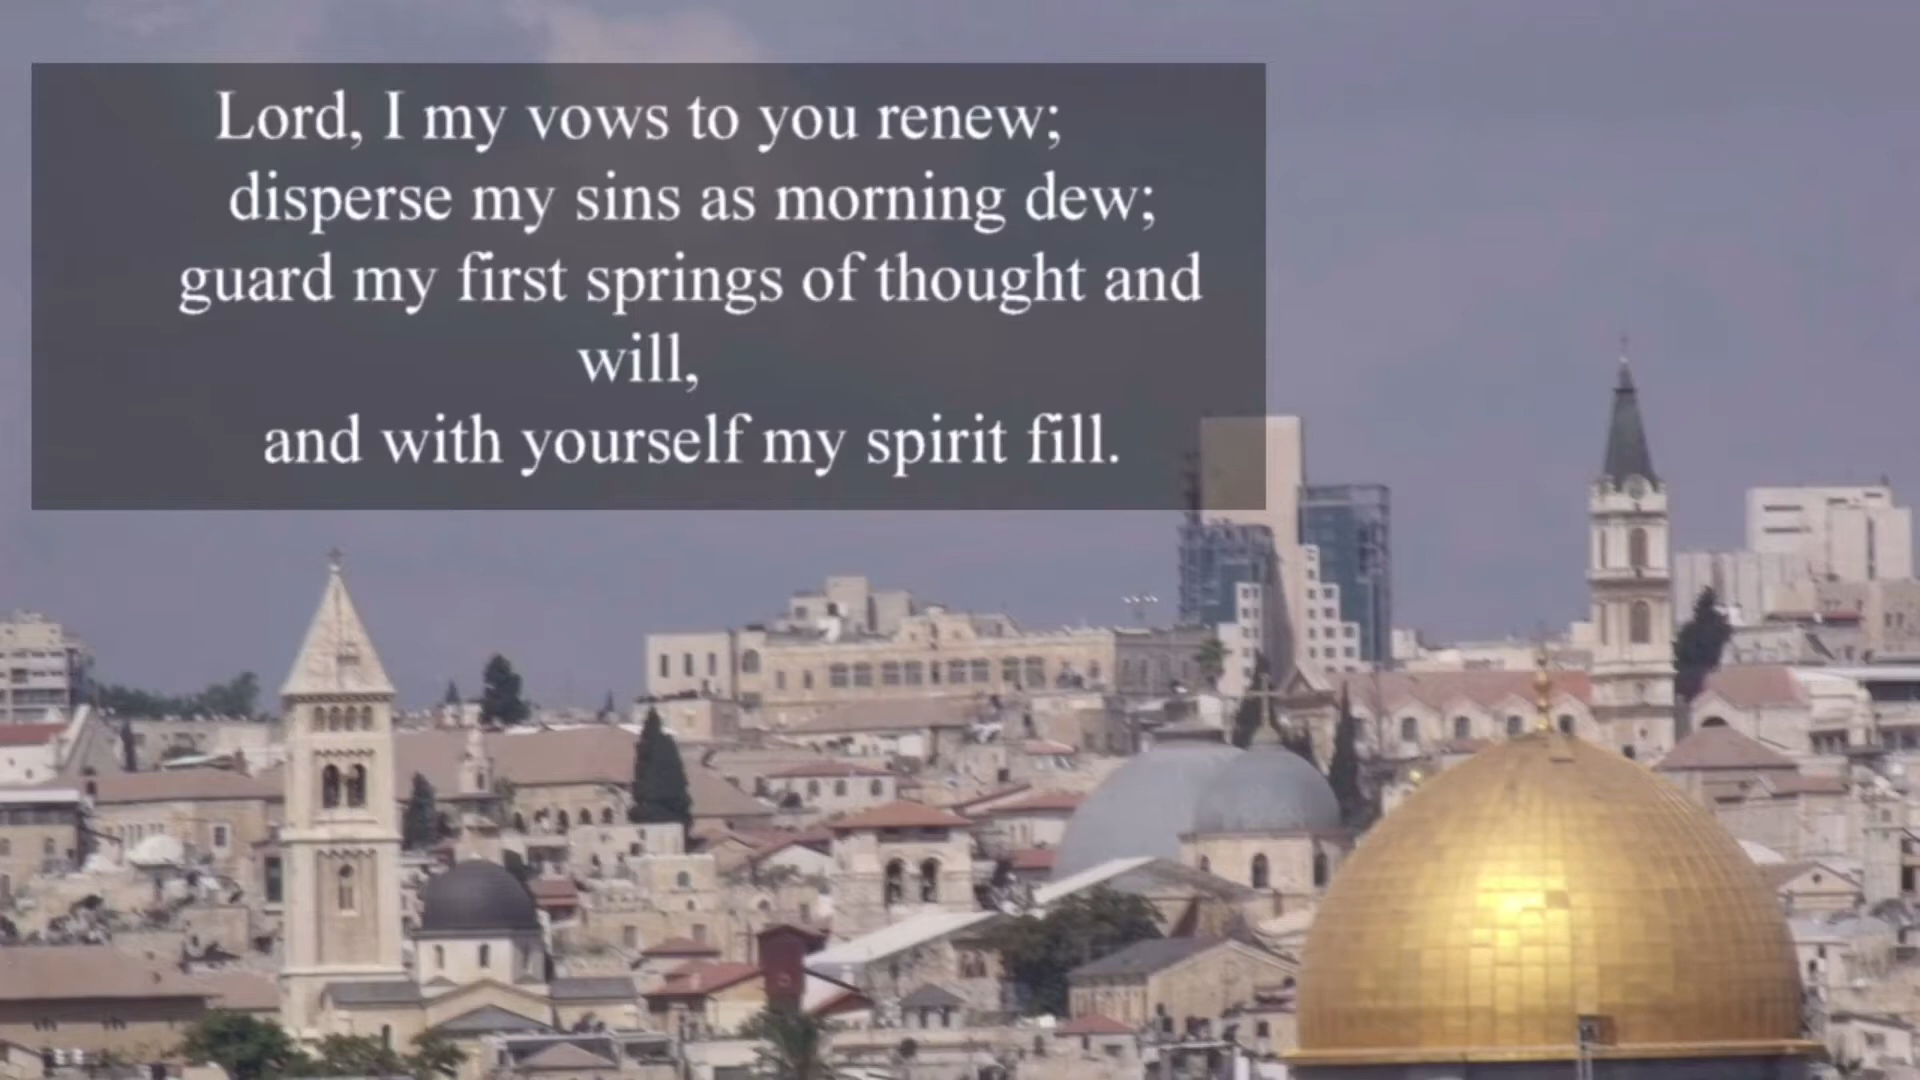 Lord, I my vows to you renew;
disperse my sins as morning dew;
guard my first springs of thought and
will,
and with yourself my spirit fill.